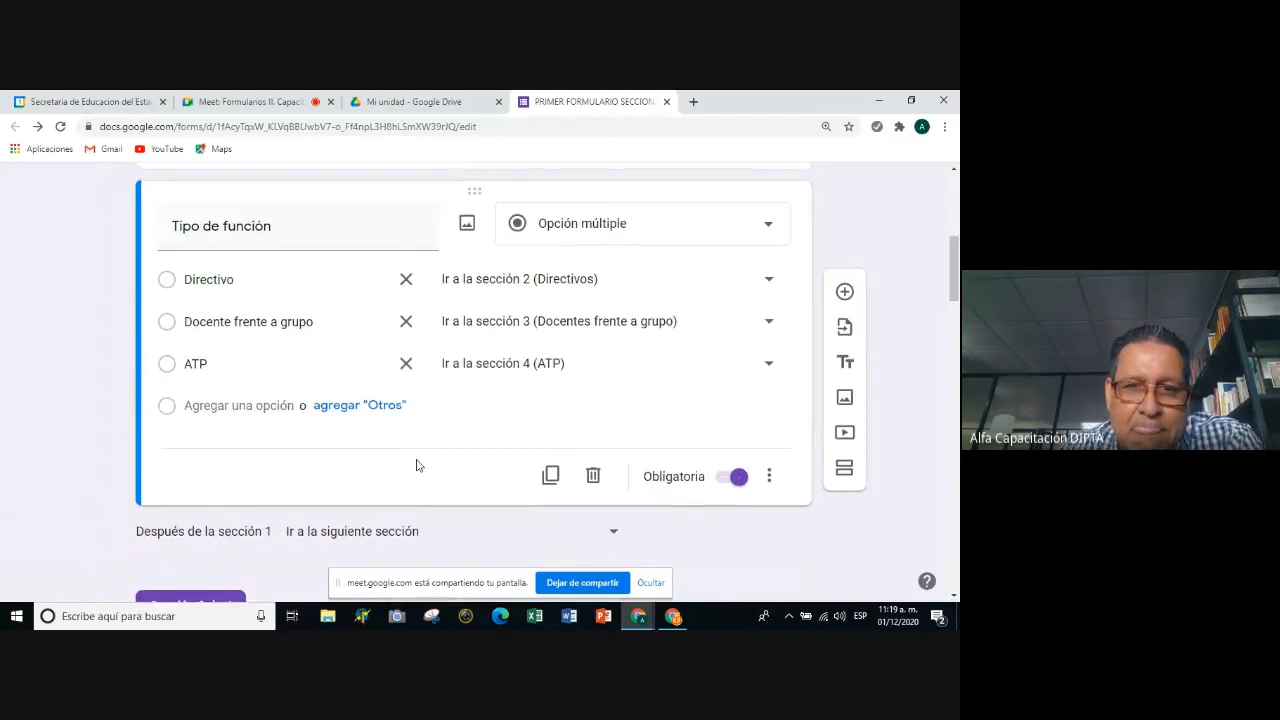 Secretaria de Educacion del Esta
Meet: Formularios II. Capacit
Mi unidad - Google Drive
PRIMER FORMULARIO SECCION
docs.google.com/forms/d/1fAcyTqxW_KLVqBBUwbV7-o_Ff4npL3H8hLSmXW39rJQ/edit
A
Aplicaciones
Gmail
YouTube
Maps
Tipo de función
Opción múltiple
Directivo
Ir a la sección 2 (Directivos)
Docente frente a grupo
Ir a la sección 3 (Docentes frente a grupo)
ATP
Ir a la sección 4 (ATP)
Agregar una opción o agregar "Otros"
Obligatoria
Después de la sección 1 Ir a la siguiente sección
meet.google.com está compartiendo tu pantalla.
Dejar de compartir
Ocultar
Escribe aquí para buscar
ESP
11:19 a. m.
01/12/2020
2
Alfa Capacitación DIPTA